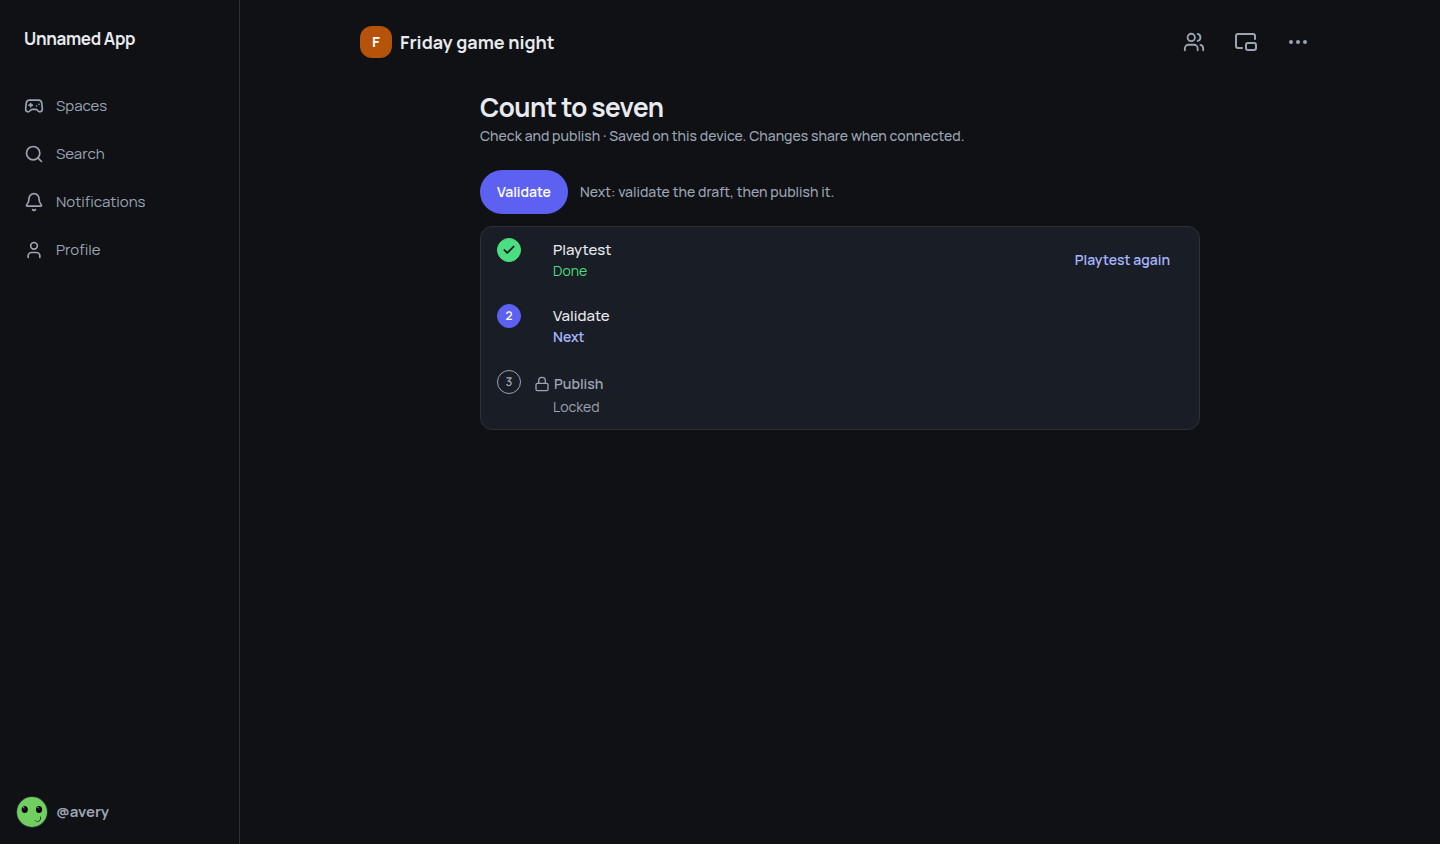 Unnamed App
Spaces
Search
Notifications
Profile
@avery
F Friday game night
Count to seven
Check and publish · Saved on this device. Changes share when connected.
Validate Next: validate the draft, then publish it.
Playtest
Done
Playtest again
2 Validate
Next
3 Publish
Locked